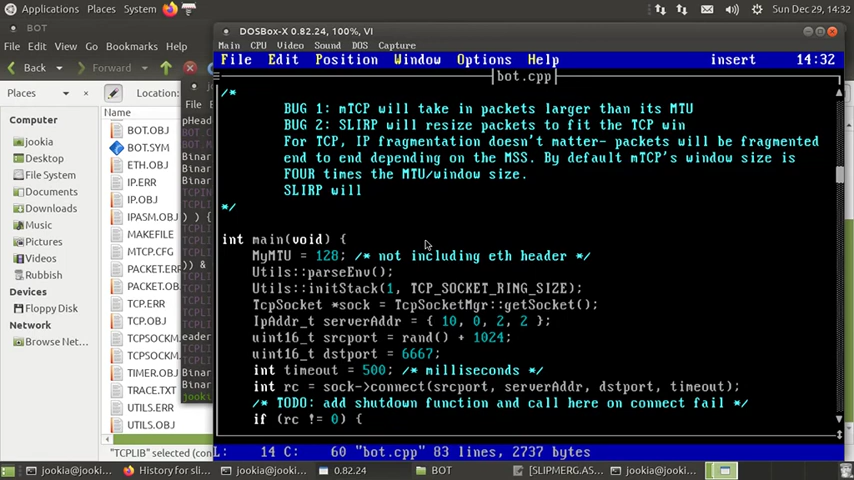 Applications Places System
Sun Dec 29, 14:32
BOT
File Edit View Go Bookmarks Help
Back
Forward
Places
Location:
Computer
jookia
Desktop
File System
Documents
Downloads
Music
Pictures
Videos
Rubbish
Devices
Floppy Disk
Network
Browse Net...
Name
BOT.OBJ
BOT.SYM
ETH.OBJ
IP.ERR
IP.OBJ
IPASM.OBJ
MAKEFILE
MTCP.CFG
PACKET.ERR
PACKET.OBJ
TCP.ERR
TCP.OBJ
TCPSOCKM...
TCPSOCKM...
TIMER.OBJ
TRACE.TXT
UTILS.ERR
UTILS.OBJ
"TCPLIB" selected (con
DOSBox-X 0.82.24, 100%, VI
Main CPU Video Sound DOS Capture
File Edit Position Window Options Help insert 14:32
bot.cpp
/*
BUG 1: mTCP will take in packets larger than its MTU
BUG 2: SLIRP will resize packets to fit the TCP win
For TCP, IP fragmentation doesn't matter- packets will be fragmented
end to end depending on the MSS. By default mTCP's window size is
FOUR times the MTU/window size.
SLIRP will
*/
int main(void) {
MyMTU = 128; /* not including eth header */
Utils::parseEnv();
Utils::initStack(1, TCP_SOCKET_RING_SIZE);
TcpSocket *sock = TcpSocketMgr::getSocket();
IpAddr_t serverAddr = { 10, 0, 2, 2 };
uint16_t srcport = rand() + 1024;
uint16_t dstport = 6667;
int timeout = 500; /* milliseconds */
int rc = sock->connect(srcport, serverAddr, dstport, timeout);
/* TODO: add shutdown function and call here on connect fail */
if (rc != 0) {
L: 14 C: 60 "bot.cpp" 83 lines, 2737 bytes
jookia@jooki...
History for sli...
jookia@jooki...
0.82.24
BOT
[SLIPMERG.AS...
jookia@jooki...